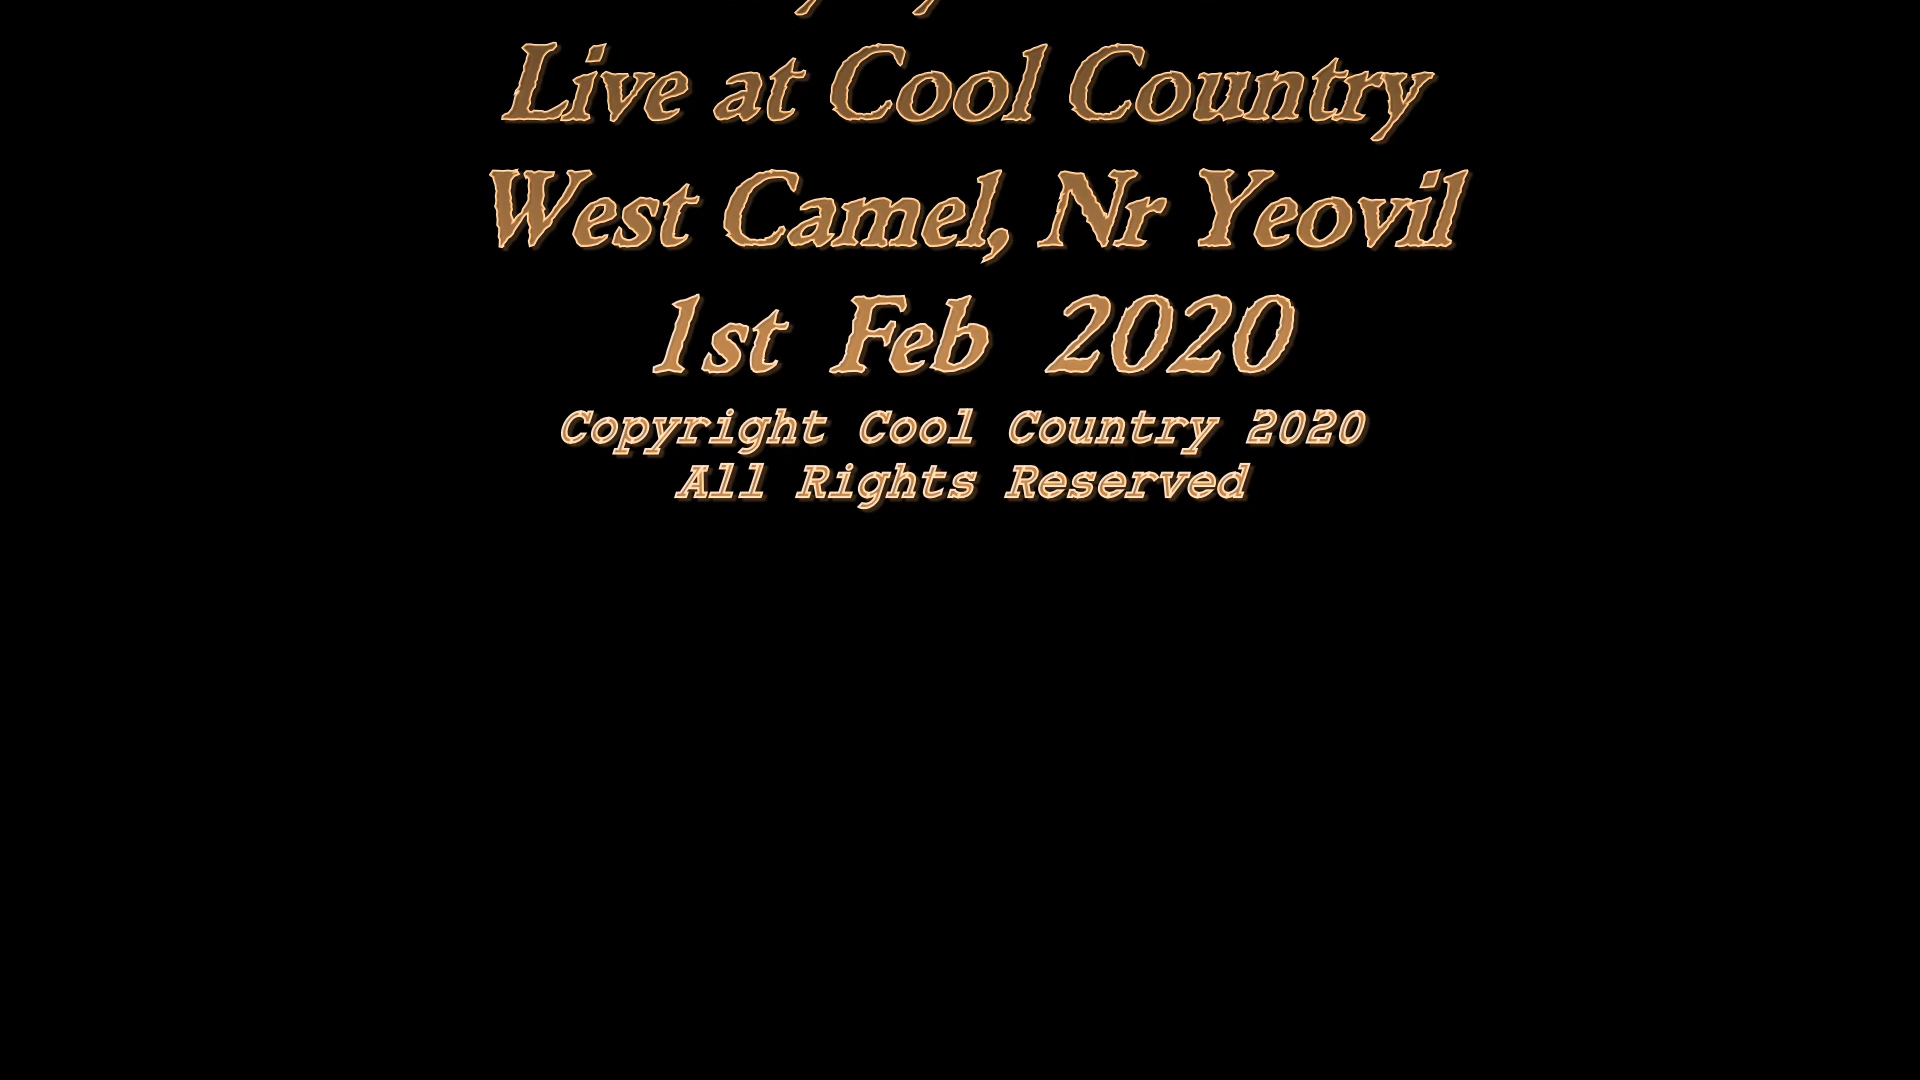 Live at Cool Country
West Camel, Nr Yeovil
1st Feb 2020
Copyright Cool Country 2020
All Rights Reserved